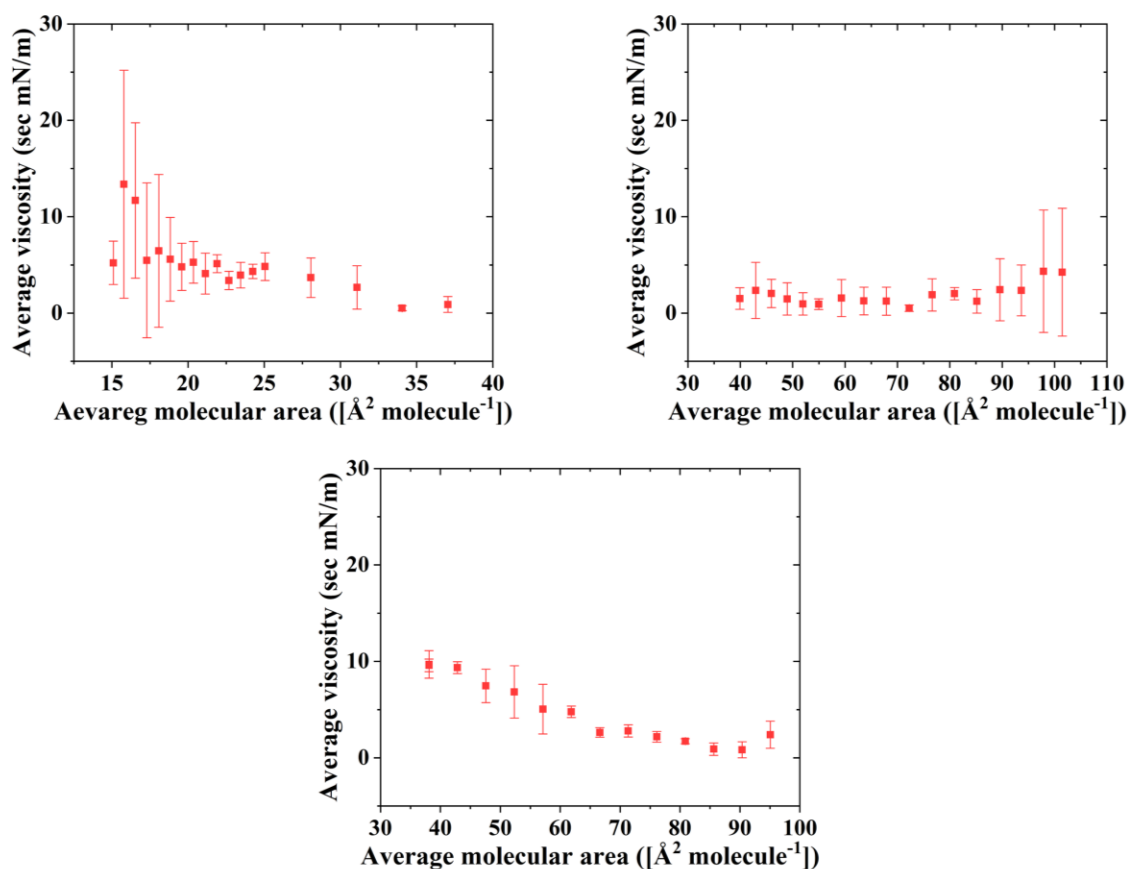 Average viscosity (sec mN/m)
30
20
10
0
15 20 25 30 35 40
Aevareg molecular area ([Å² molecule⁻¹])
Average viscosity (sec mN/m)
30
20
10
0
30 40 50 60 70 80 90 100 110
Average molecular area ([Å² molecule⁻¹])
Average viscosity (sec mN/m)
30
20
10
0
30 40 50 60 70 80 90 100
Average molecular area ([Å² molecule⁻¹])